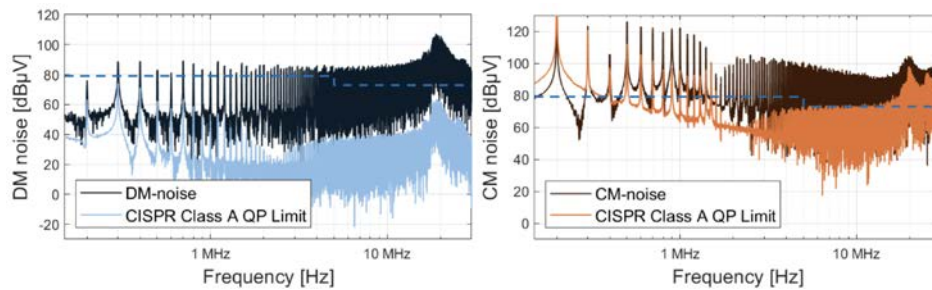 120
100
80
60
40
20
0
-20
DM noise [dBµV]
DM-noise
CISPR Class A QP Limit
1 MHz
10 MHz
Frequency [Hz]
120
100
80
60
40
20
0
CM noise [dBµV]
CM-noise
CISPR Class A QP Limit
1 MHz
10 MHz
Frequency [Hz]